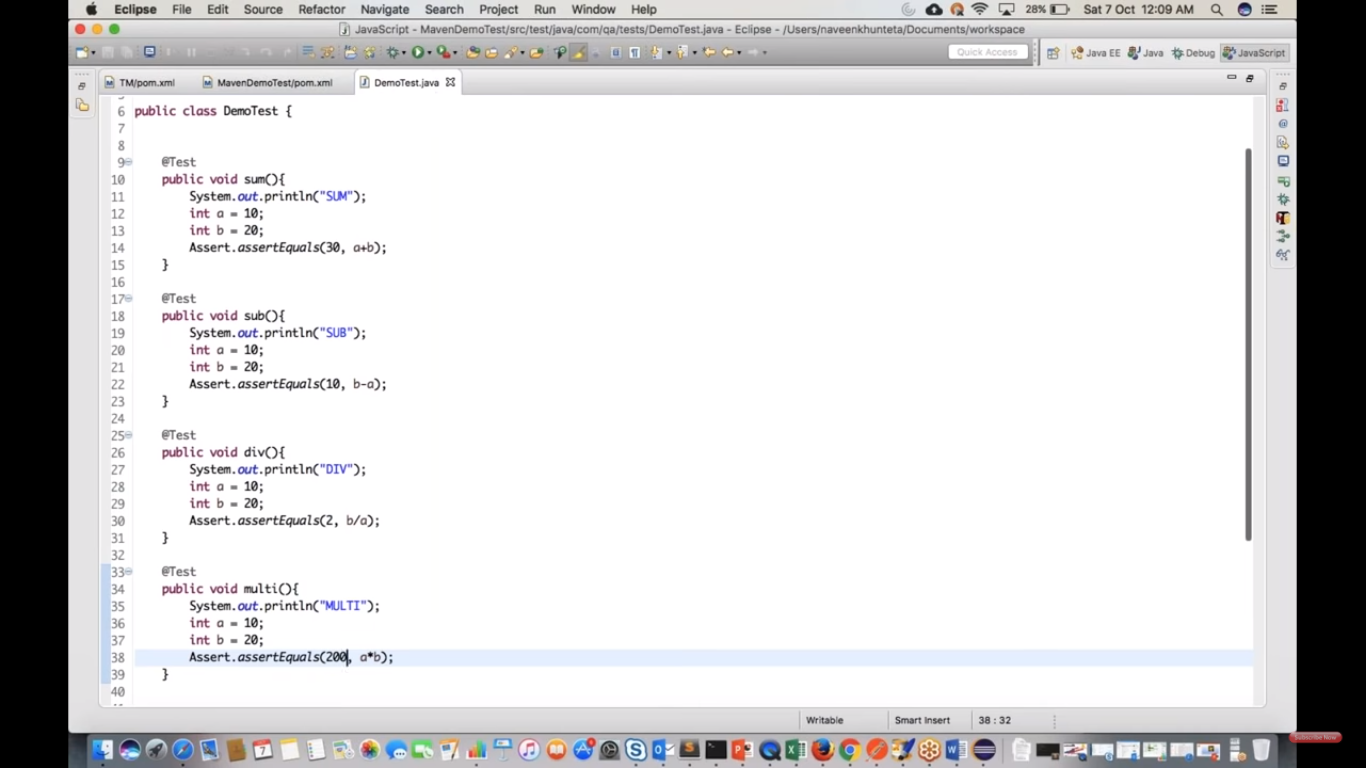 Eclipse File Edit Source Refactor Navigate Search Project Run Window Help 28% Sat 7 Oct 12:09 AM
JavaScript - MavenDemoTest/src/test/java/com/qa/tests/DemoTest.java - Eclipse - /Users/naveenkhunteta/Documents/workspace
Quick Access Java EE Java Debug JavaScript
TM/pom.xml MavenDemoTest/pom.xml DemoTest.java
6 public class DemoTest {
7
8
9 @Test
10 public void sum(){
11 System.out.println("SUM");
12 int a = 10;
13 int b = 20;
14 Assert.assertEquals(30, a+b);
15 }
16
17 @Test
18 public void sub(){
19 System.out.println("SUB");
20 int a = 10;
21 int b = 20;
22 Assert.assertEquals(10, b-a);
23 }
24
25 @Test
26 public void div(){
27 System.out.println("DIV");
28 int a = 10;
29 int b = 20;
30 Assert.assertEquals(2, b/a);
31 }
32
33 @Test
34 public void multi(){
35 System.out.println("MULTI");
36 int a = 10;
37 int b = 20;
38 Assert.assertEquals(200, a*b);
39 }
40
Writable Smart Insert 38 : 32
Subscribe Now